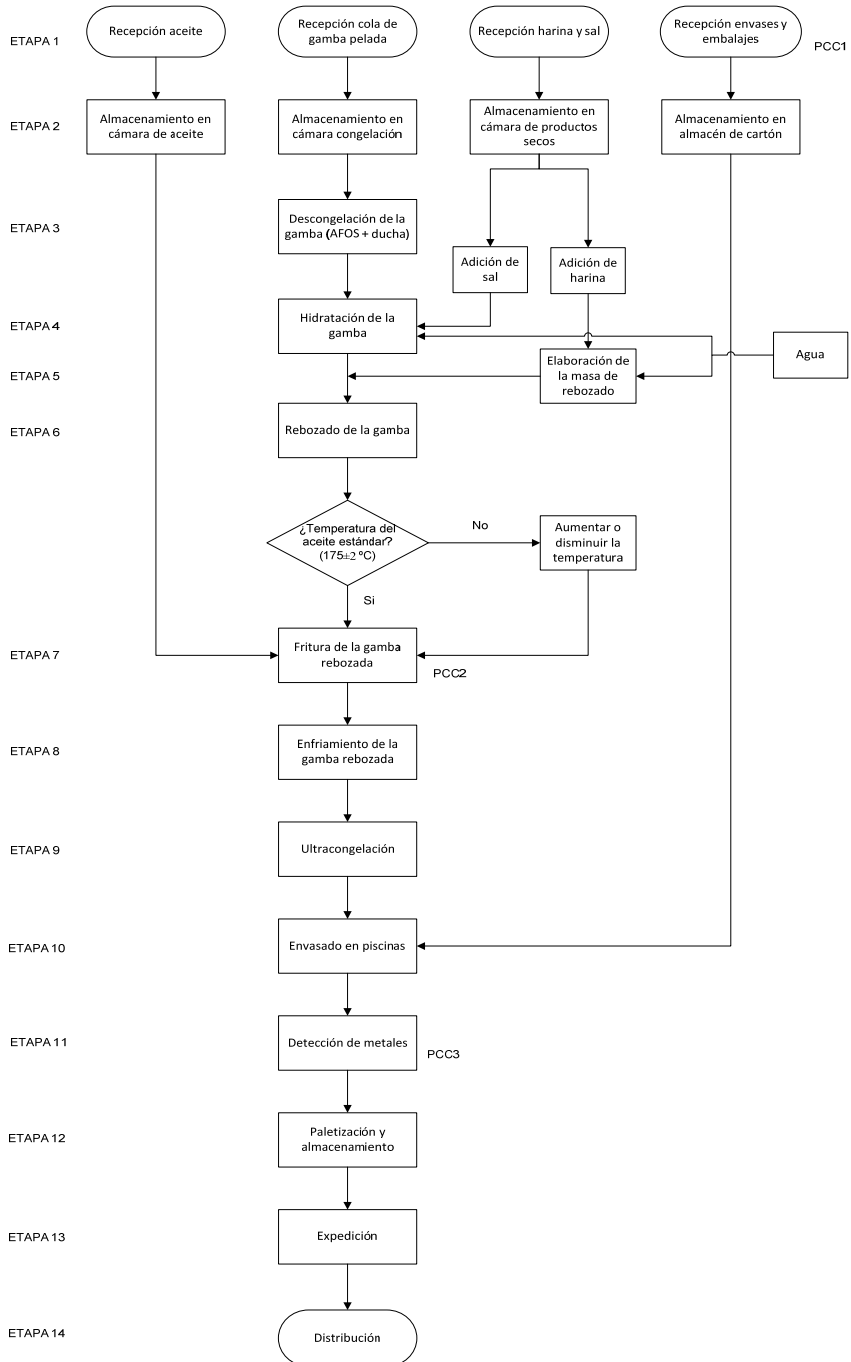 ETAPA 1
Recepción aceite
Recepción cola de
gamba pelada
Recepción harina y sal
Recepción envases y
embalajes
PCC1
ETAPA 2
Almacenamiento en
cámara de aceite
Almacenamiento en
cámara congelación
Almacenamiento en
cámara de productos
secos
Almacenamiento en
almacén de cartón
ETAPA 3
Descongelación de la
gamba (AFOS + ducha)
Adición de
sal
Adición de
harina
ETAPA 4
Hidratación de la
gamba
Agua
ETAPA 5
Elaboración de
la masa de
rebozado
ETAPA 6
Rebozado de la gamba
¿Temperatura del
aceite estándar?
(175±2 ºC)
No
Aumentar o
disminuir la
temperatura
Si
ETAPA 7
Fritura de la gamba
rebozada
PCC2
ETAPA 8
Enfriamiento de la
gamba rebozada
ETAPA 9
Ultracongelación
ETAPA 10
Envasado en piscinas
ETAPA 11
Detección de metales
PCC3
ETAPA 12
Paletización y
almacenamiento
ETAPA 13
Expedición
ETAPA 14
Distribución